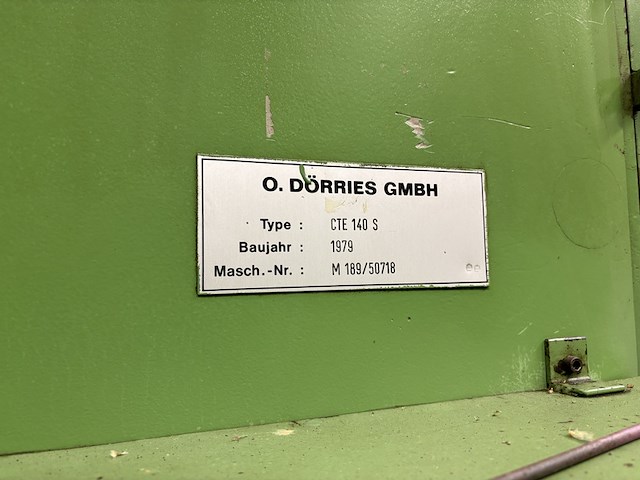 O. DÖRRIES GMBH
Type : CTE 140 S
Baujahr : 1979
Masch.-Nr. : M 189/50718